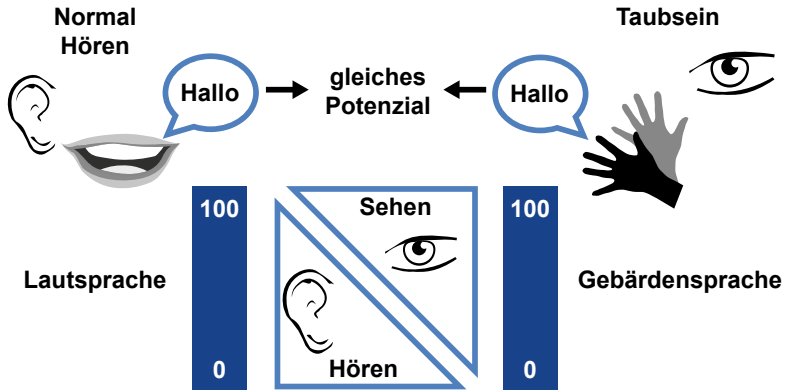 Normal
Hören
Taubsein
Hallo
gleiches
Potenzial
Hallo
100
Sehen
100
Lautsprache
Gebärdensprache
0
Hören
0